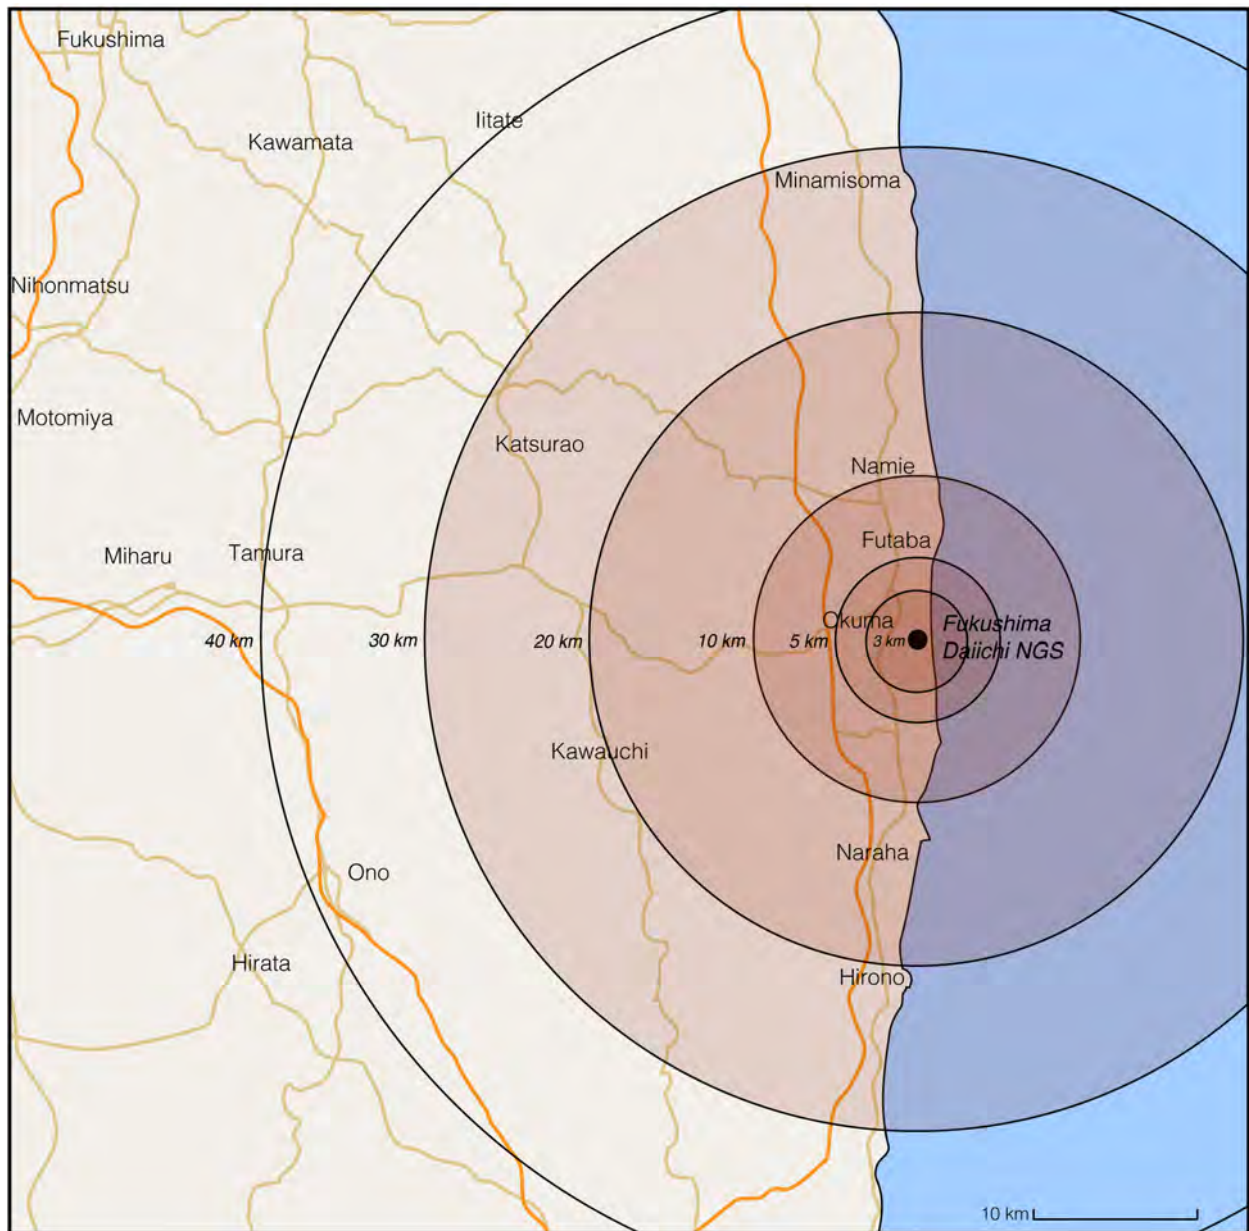 Fukushima
Iitate
Kawamata
Minamisoma
Nihonmatsu
Motomiya
Katsurao
Namie
Futaba
Miharu
Tamura
Okuma
Fukushima
Daiichi NGS
40 km
30 km
20 km
10 km
5 km
3 km
Kawauchi
Naraha
Ono
Hirata
Hirono
10 km